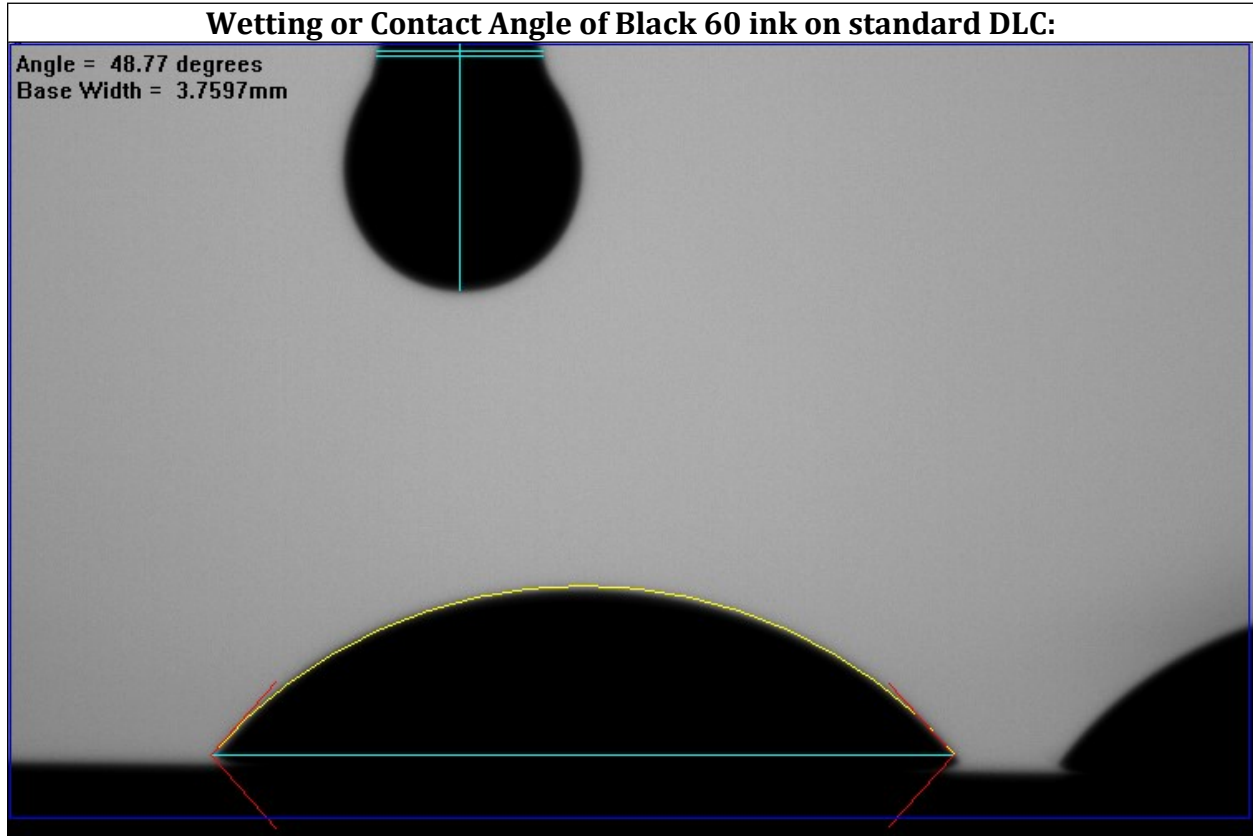 Wetting or Contact Angle of Black 60 ink on standard DLC:
Angle = 48.77 degrees
Base Width = 3.7597mm